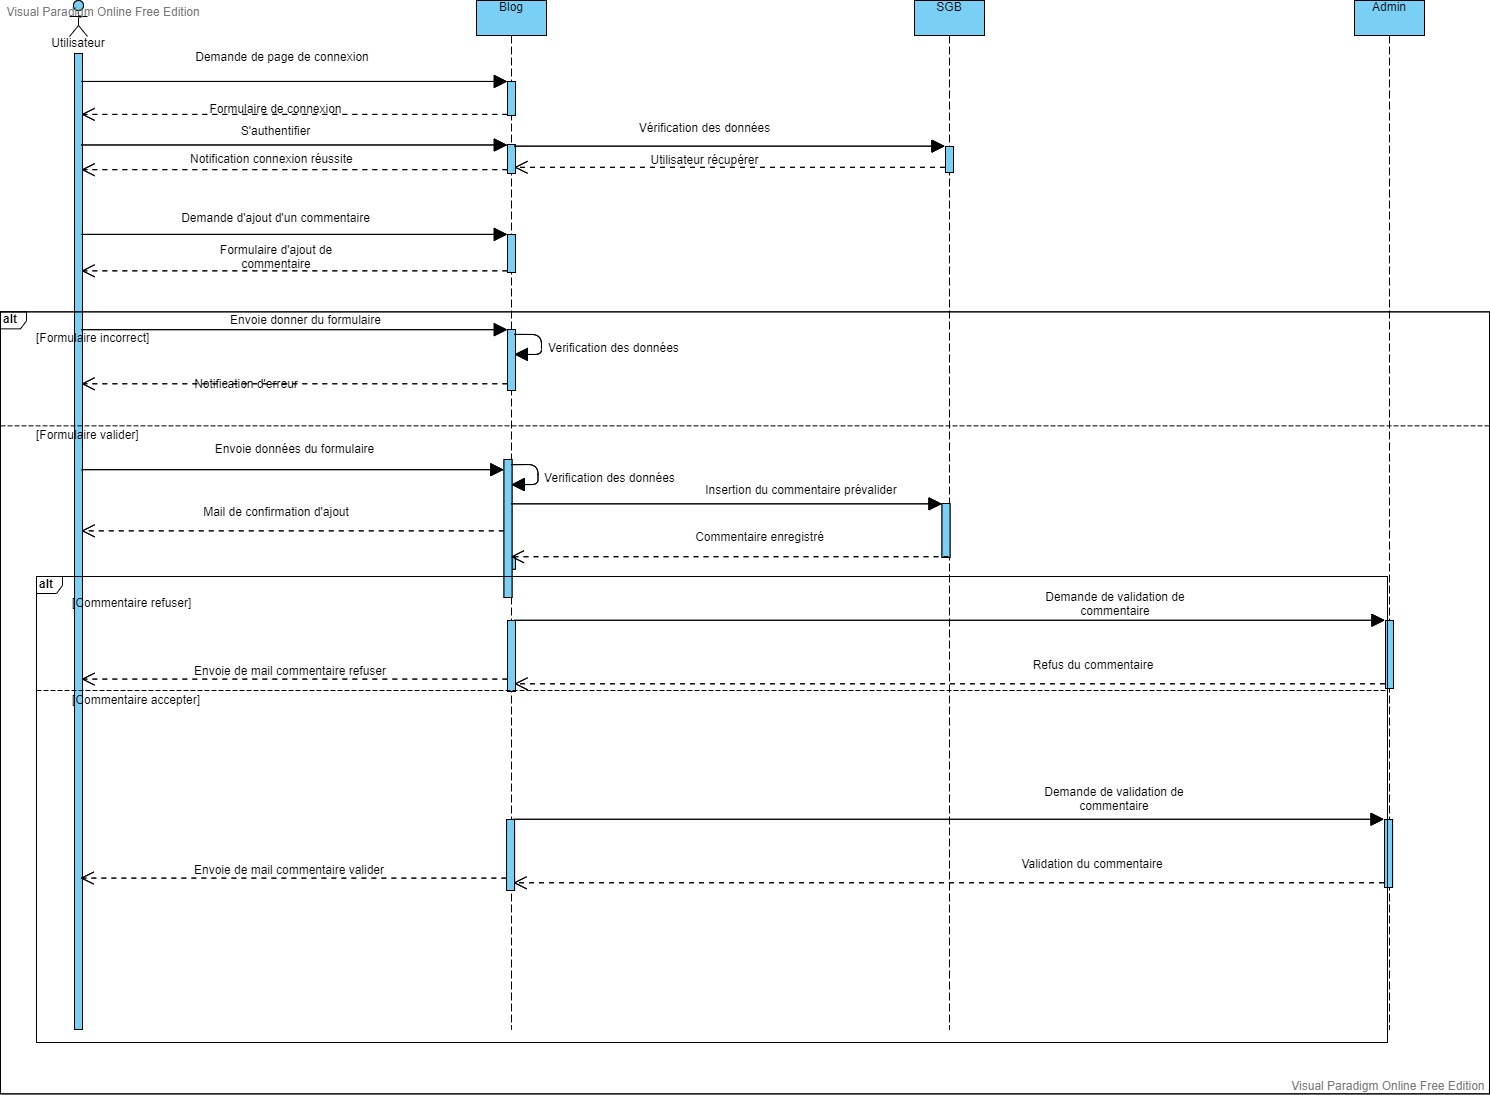 Visual Paradigm Online Free Edition
Blog
SGB
Admin
Utilisateur
Demande de page de connexion
Formulaire de connexion
S'authentifier
Vérification des données
Notification connexion réussite
Utilisateur récupérer
Demande d'ajout d'un commentaire
Formulaire d'ajout de
commentaire
alt
Envoie donner du formulaire
[Formulaire incorrect]
Verification des données
Notification d'erreur
[Formulaire valider]
Envoie données du formulaire
Verification des données
Insertion du commentaire prévalider
Mail de confirmation d'ajout
Commentaire enregistré
alt
[Commentaire refuser]
Demande de validation de
commentaire
Refus du commentaire
Envoie de mail commentaire refuser
[Commentaire accepter]
Demande de validation de
commentaire
Validation du commentaire
Envoie de mail commentaire valider
Visual Paradigm Online Free Edition